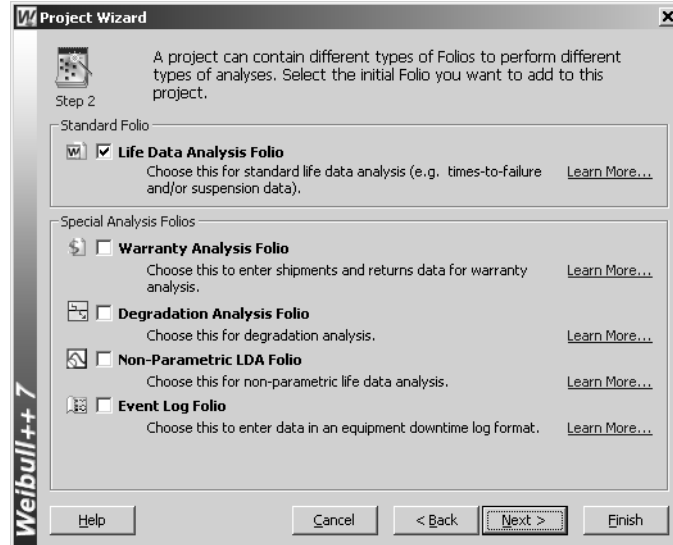 Project Wizard
A project can contain different types of Folios to perform different
types of analyses. Select the initial Folio you want to add to this
project.
Step 2
Standard Folio
Life Data Analysis Folio
Choose this for standard life data analysis (e.g. times-to-failure
and/or suspension data).
Learn More...
Special Analysis Folios
Warranty Analysis Folio
Choose this to enter shipments and returns data for warranty
analysis.
Learn More...
Degradation Analysis Folio
Choose this for degradation analysis.
Learn More...
Non-Parametric LDA Folio
Choose this for non-parametric life data analysis.
Learn More...
Event Log Folio
Choose this to enter data in an equipment downtime log format.
Learn More...
Weibull++ 7
Help
Cancel
< Back
Next >
Finish